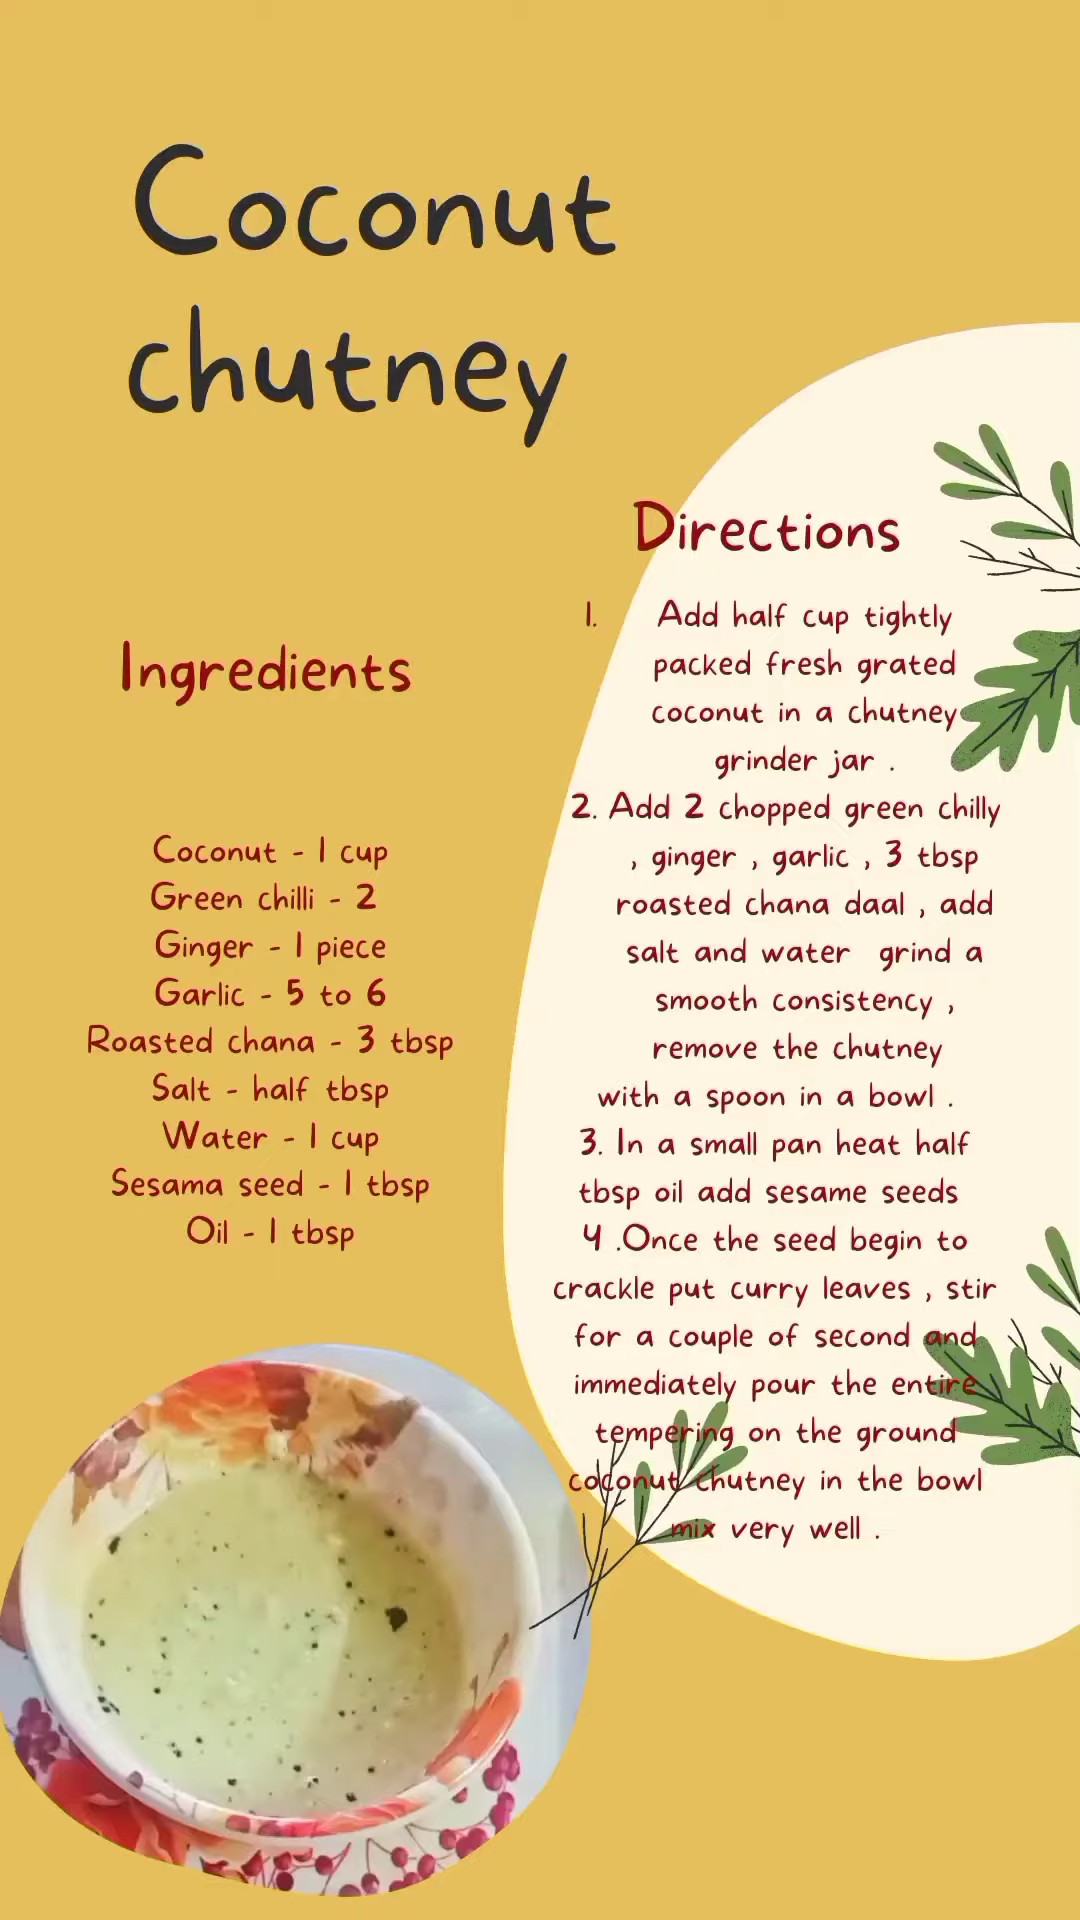 Coconut
chutney
Ingredients
Coconut - 1 cup
Green chilli - 2
Ginger - 1 piece
Garlic - 5 to 6
Roasted chana - 3 tbsp
Salt - half tbsp
Water - 1 cup
Sesama seed - 1 tbsp
Oil - 1 tbsp
Directions
1. Add half cup tightly
packed fresh grated
coconut in a chutney
grinder jar .
2. Add 2 chopped green chilly
, ginger , garlic , 3 tbsp
roasted chana daal , add
salt and water grind a
smooth consistency ,
remove the chutney
with a spoon in a bowl .
3. In a small pan heat half
tbsp oil add sesame seeds
4 .Once the seed begin to
crackle put curry leaves , stir
for a couple of second and
immediately pour the entire
tempering on the ground
coconut chutney in the bowl
mix very well .